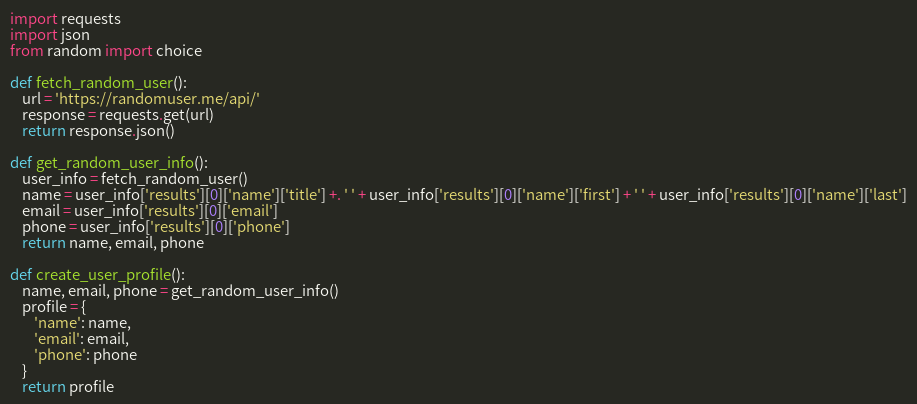 import requests
import json
from random import choice

def fetch_random_user():
    url = 'https://randomuser.me/api/'
    response = requests.get(url)
    return response.json()

def get_random_user_info():
    user_info = fetch_random_user()
    name = user_info['results'][0]['name']['title'] +. ' ' + user_info['results'][0]['name']['first'] + ' ' + user_info['results'][0]['name']['last']
    email = user_info['results'][0]['email']
    phone = user_info['results'][0]['phone']
    return name, email, phone

def create_user_profile():
    name, email, phone = get_random_user_info()
    profile = {
        'name': name,
        'email': email,
        'phone': phone
    }
    return profile